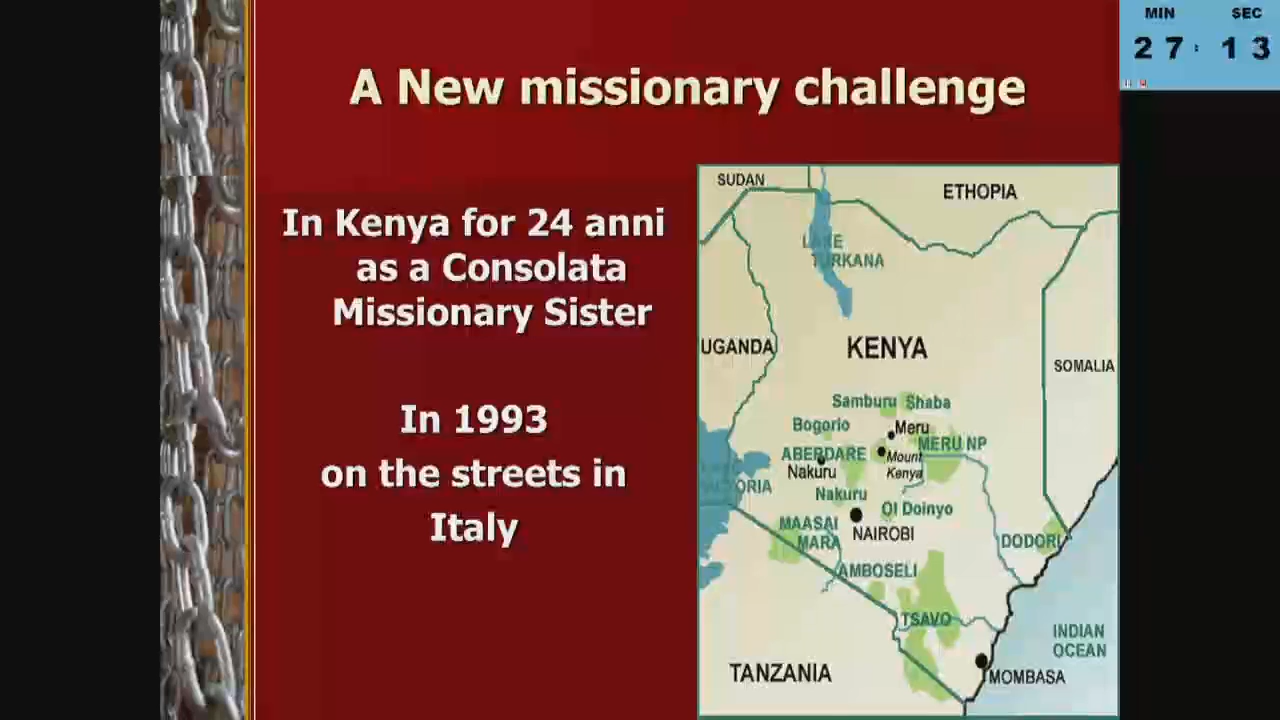 MIN SEC
27: 13
A New missionary challenge
In Kenya for 24 anni
as a Consolata
Missionary Sister
In 1993
on the streets in
Italy
SUDAN
ETHOPIA
LAKE
TURKANA
UGANDA
KENYA
SOMALIA
Samburu Shaba
Bogorio
Meru
MERU NP
ABERDARE
Mount
Kenya
Nakuru
Nakuru
Ol Doinyo
MAASAI
MARA
NAIROBI
DODORI
AMBOSELI
TSAVO
INDIAN
OCEAN
TANZANIA
MOMBASA